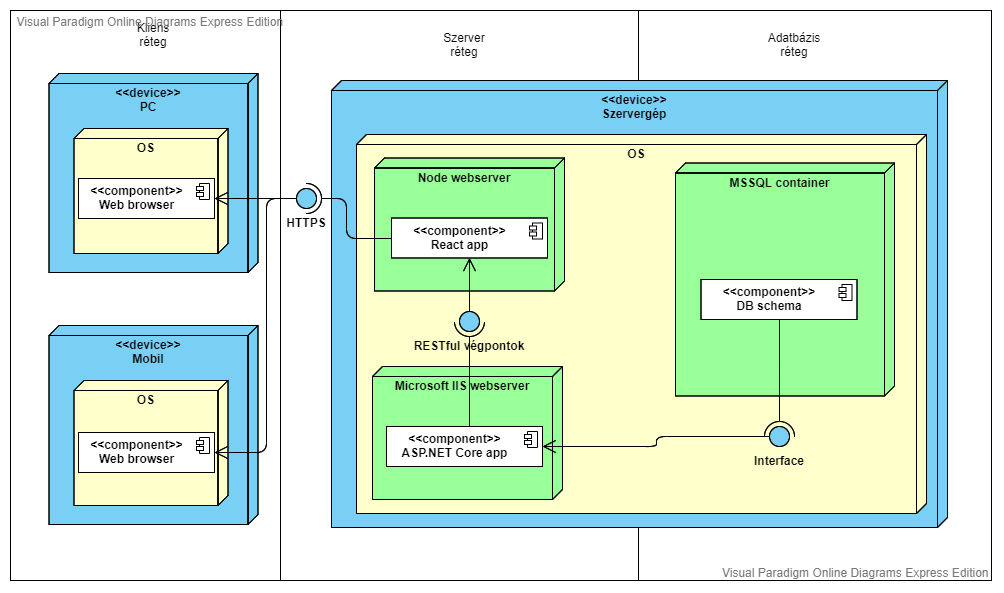 Visual Paradigm Online Diagrams Express Edition
Kliens
réteg
Szerver
réteg
Adatbázis
réteg
<<device>>
PC
OS
<<component>>
Web browser
<<device>>
Mobil
OS
<<component>>
Web browser
HTTPS
<<device>>
Szervergép
OS
Node webserver
<<component>>
React app
RESTful végpontok
Microsoft IIS webserver
<<component>>
ASP.NET Core app
MSSQL container
<<component>>
DB schema
Interface
Visual Paradigm Online Diagrams Express Edition